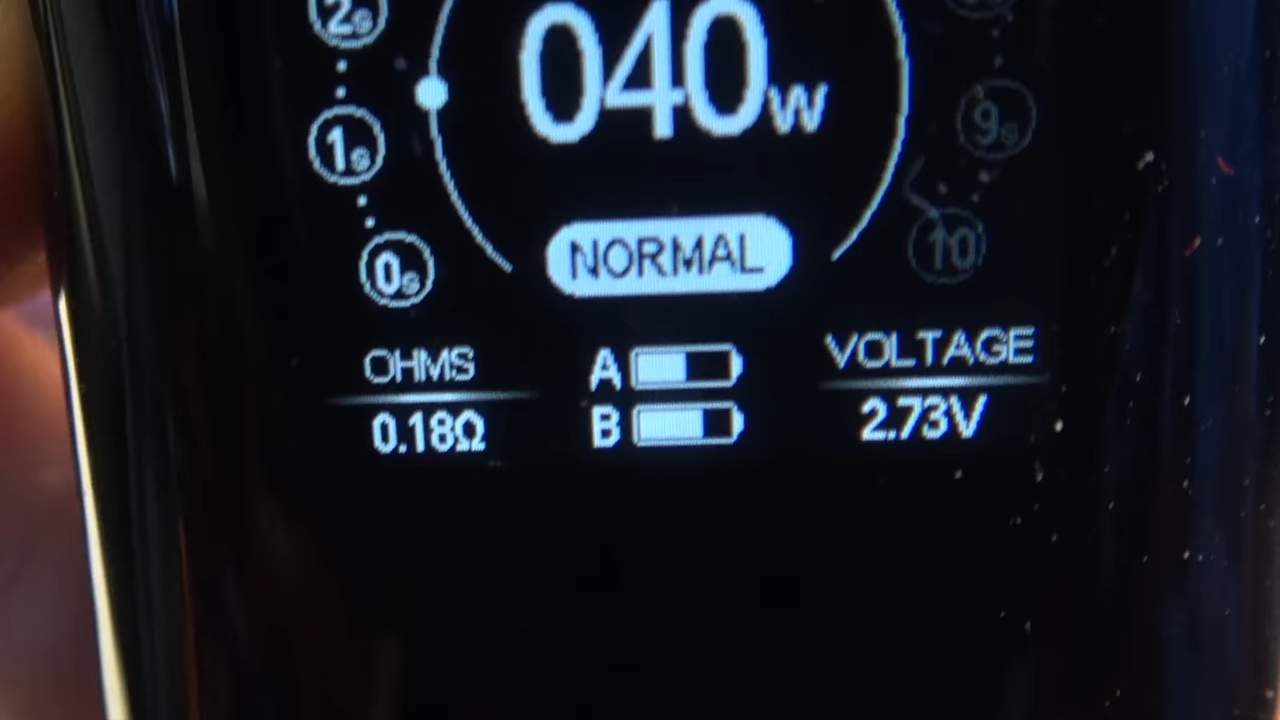 2s
040W
1s
9s
0s
NORMAL
10
OHMS
A
VOLTAGE
0.18Ω
B
2.73V